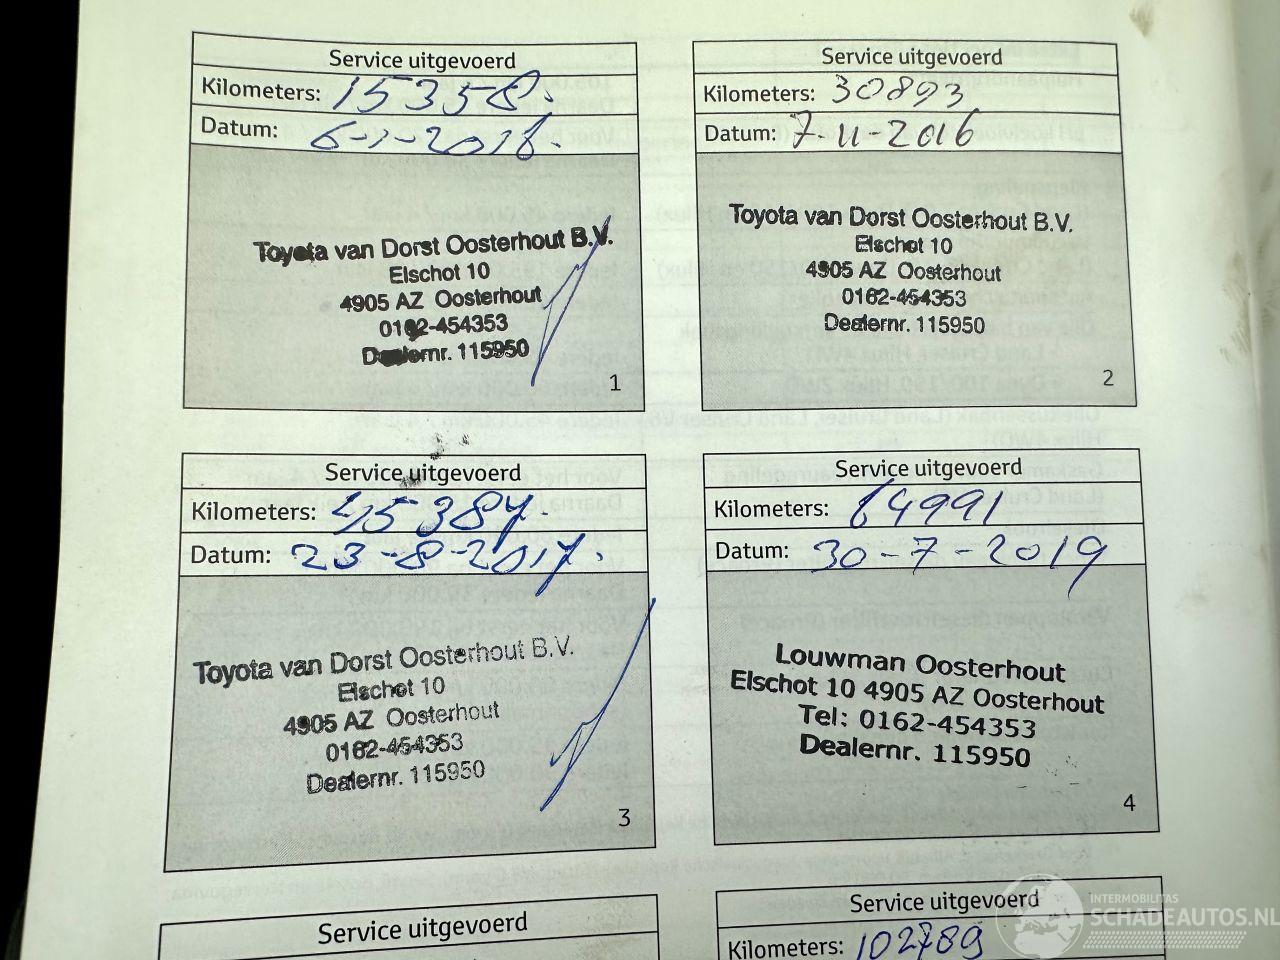 Service uitgevoerd
Kilometers: 15358.
Datum: 6-1-2016.
Toyota van Dorst Oosterhout B.V.
Elschot 10
4905 AZ Oosterhout
0162-454353
Dealernr. 115950
1
Service uitgevoerd
Kilometers: 30893
Datum: 7-11-2016
Toyota van Dorst Oosterhout B.V.
Elschot 10
4905 AZ Oosterhout
0162-454353
Dealernr. 115950
2
Service uitgevoerd
Kilometers: 45387.
Datum: 23-8-2017.
Toyota van Dorst Oosterhout B.V.
Elschot 10
4905 AZ Oosterhout
0162-454353
Dealernr. 115950
3
Service uitgevoerd
Kilometers: 64991
Datum: 30-7-2019
Louwman Oosterhout
Elschot 10 4905 AZ Oosterhout
Tel: 0162-454353
Dealernr. 115950
4
Service uitgevoerd
Service uitgevoerd
Kilometers: 102789
INTERMOBILITAS
SCHADEAUTOS.NL